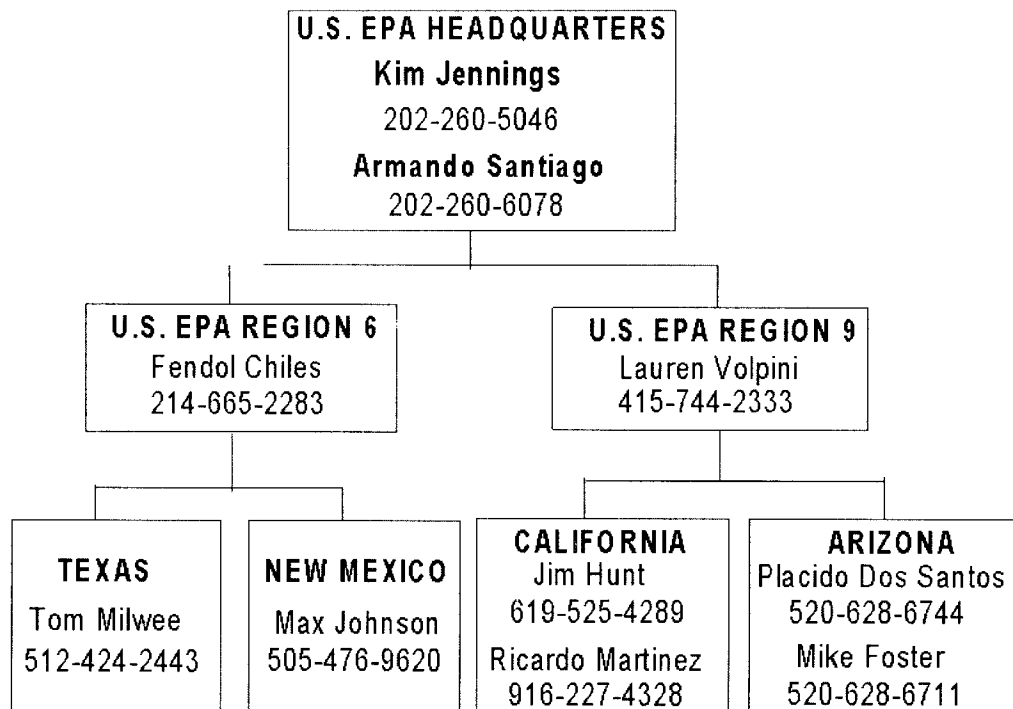 U.S. EPA HEADQUARTERS
Kim Jennings
202-260-5046
Armando Santiago
202-260-6078
U.S. EPA REGION 6
Fendol Chiles
214-665-2283
U.S. EPA REGION 9
Lauren Volpini
415-744-2333
TEXAS
Tom Milwee
512-424-2443
NEW MEXICO
Max Johnson
505-476-9620
CALIFORNIA
Jim Hunt
619-525-4289
Ricardo Martinez
916-227-4328
ARIZONA
Placido Dos Santos
520-628-6744
Mike Foster
520-628-6711